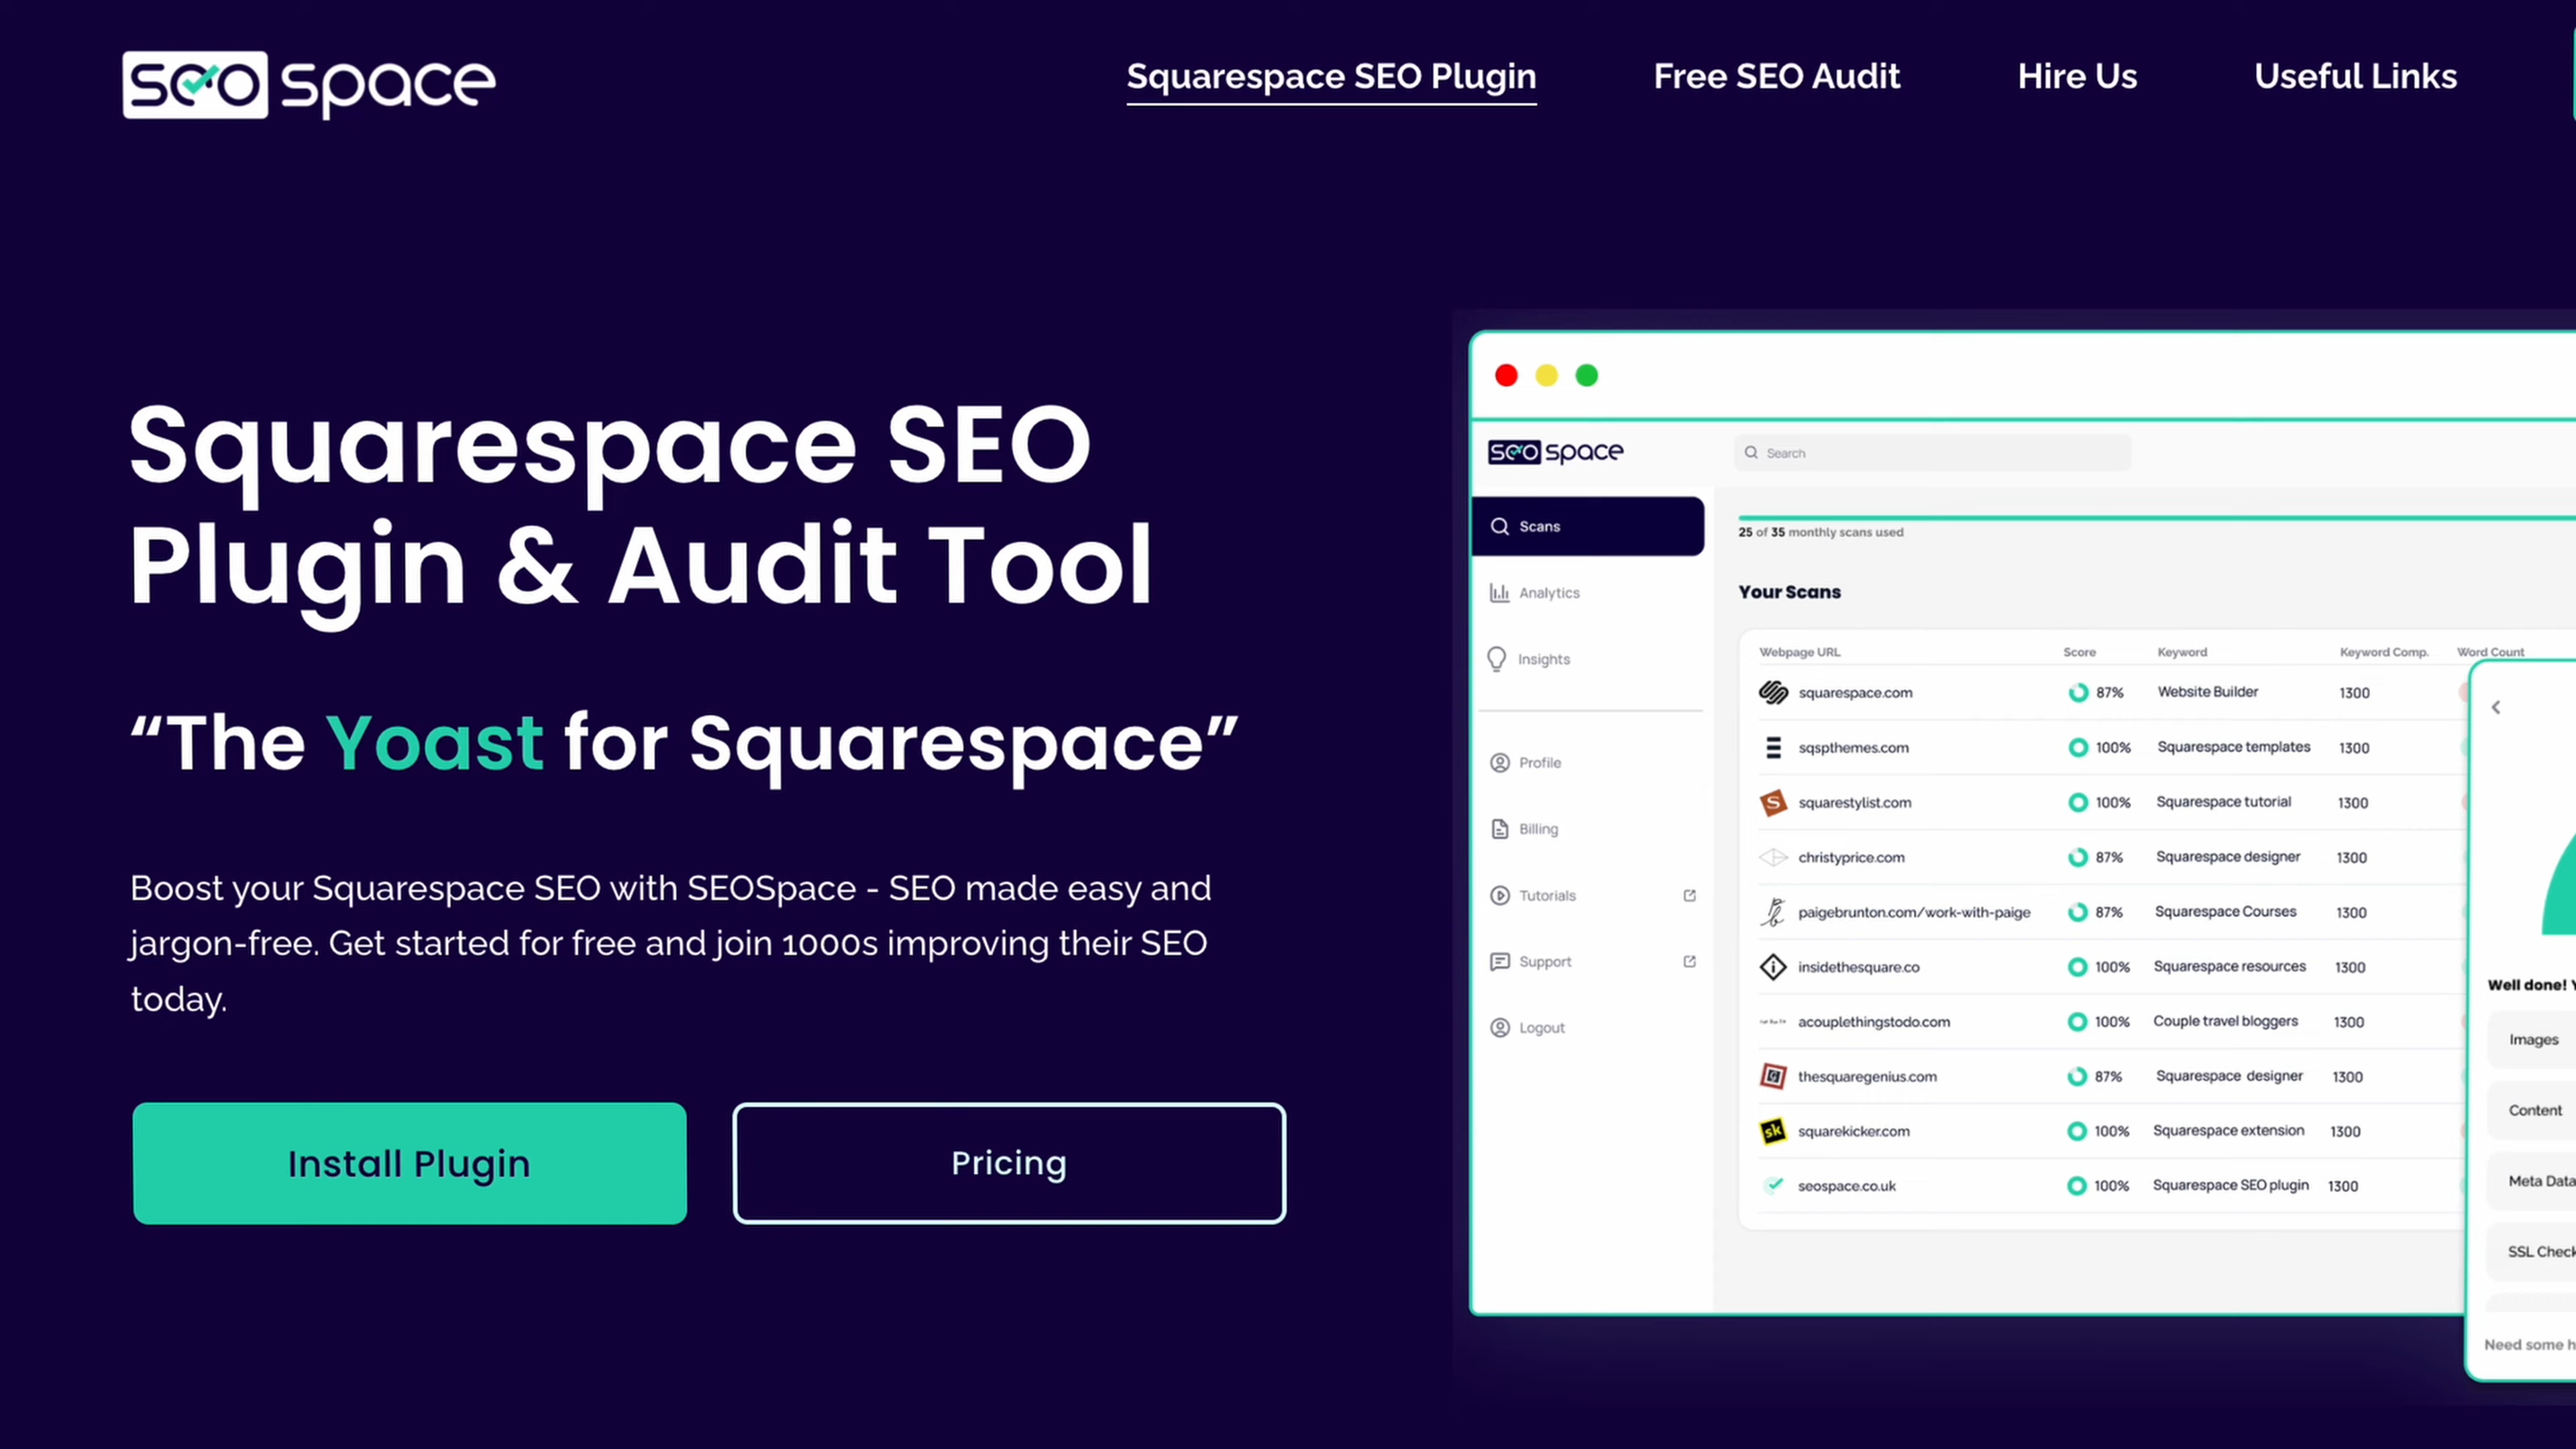 seo space
Squarespace SEO Plugin
Free SEO Audit
Hire Us
Useful Links
Squarespace SEO
Plugin & Audit Tool
“The Yoast for Squarespace”
Boost your Squarespace SEO with SEOSpace - SEO made easy and
jargon-free. Get started for free and join 1000s improving their SEO
today.
Install Plugin
Pricing
seo space
Search
Scans
Analytics
Insights
Profile
Billing
Tutorials
Support
Logout
25 of 35 monthly scans used
Your Scans
Webpage URL Score Keyword Keyword Comp. Word Count
squarespace.com 87% Website Builder 1300
sqspthemes.com 100% Squarespace templates 1300
squarestylist.com 100% Squarespace tutorial 1300
christyprice.com 87% Squarespace designer 1300
paigebrunton.com/work-with-paige 87% Squarespace Courses 1300
insidethesquare.co 100% Squarespace resources 1300
acouplethingstodo.com 100% Couple travel bloggers 1300
thesquaregenius.com 87% Squarespace designer 1300
sk squarekicker.com 100% Squarespace extension 1300
seospace.co.uk 100% Squarespace SEO plugin 1300
Well done! Y
Images
Content
Meta Data
SSL Check
Need some h